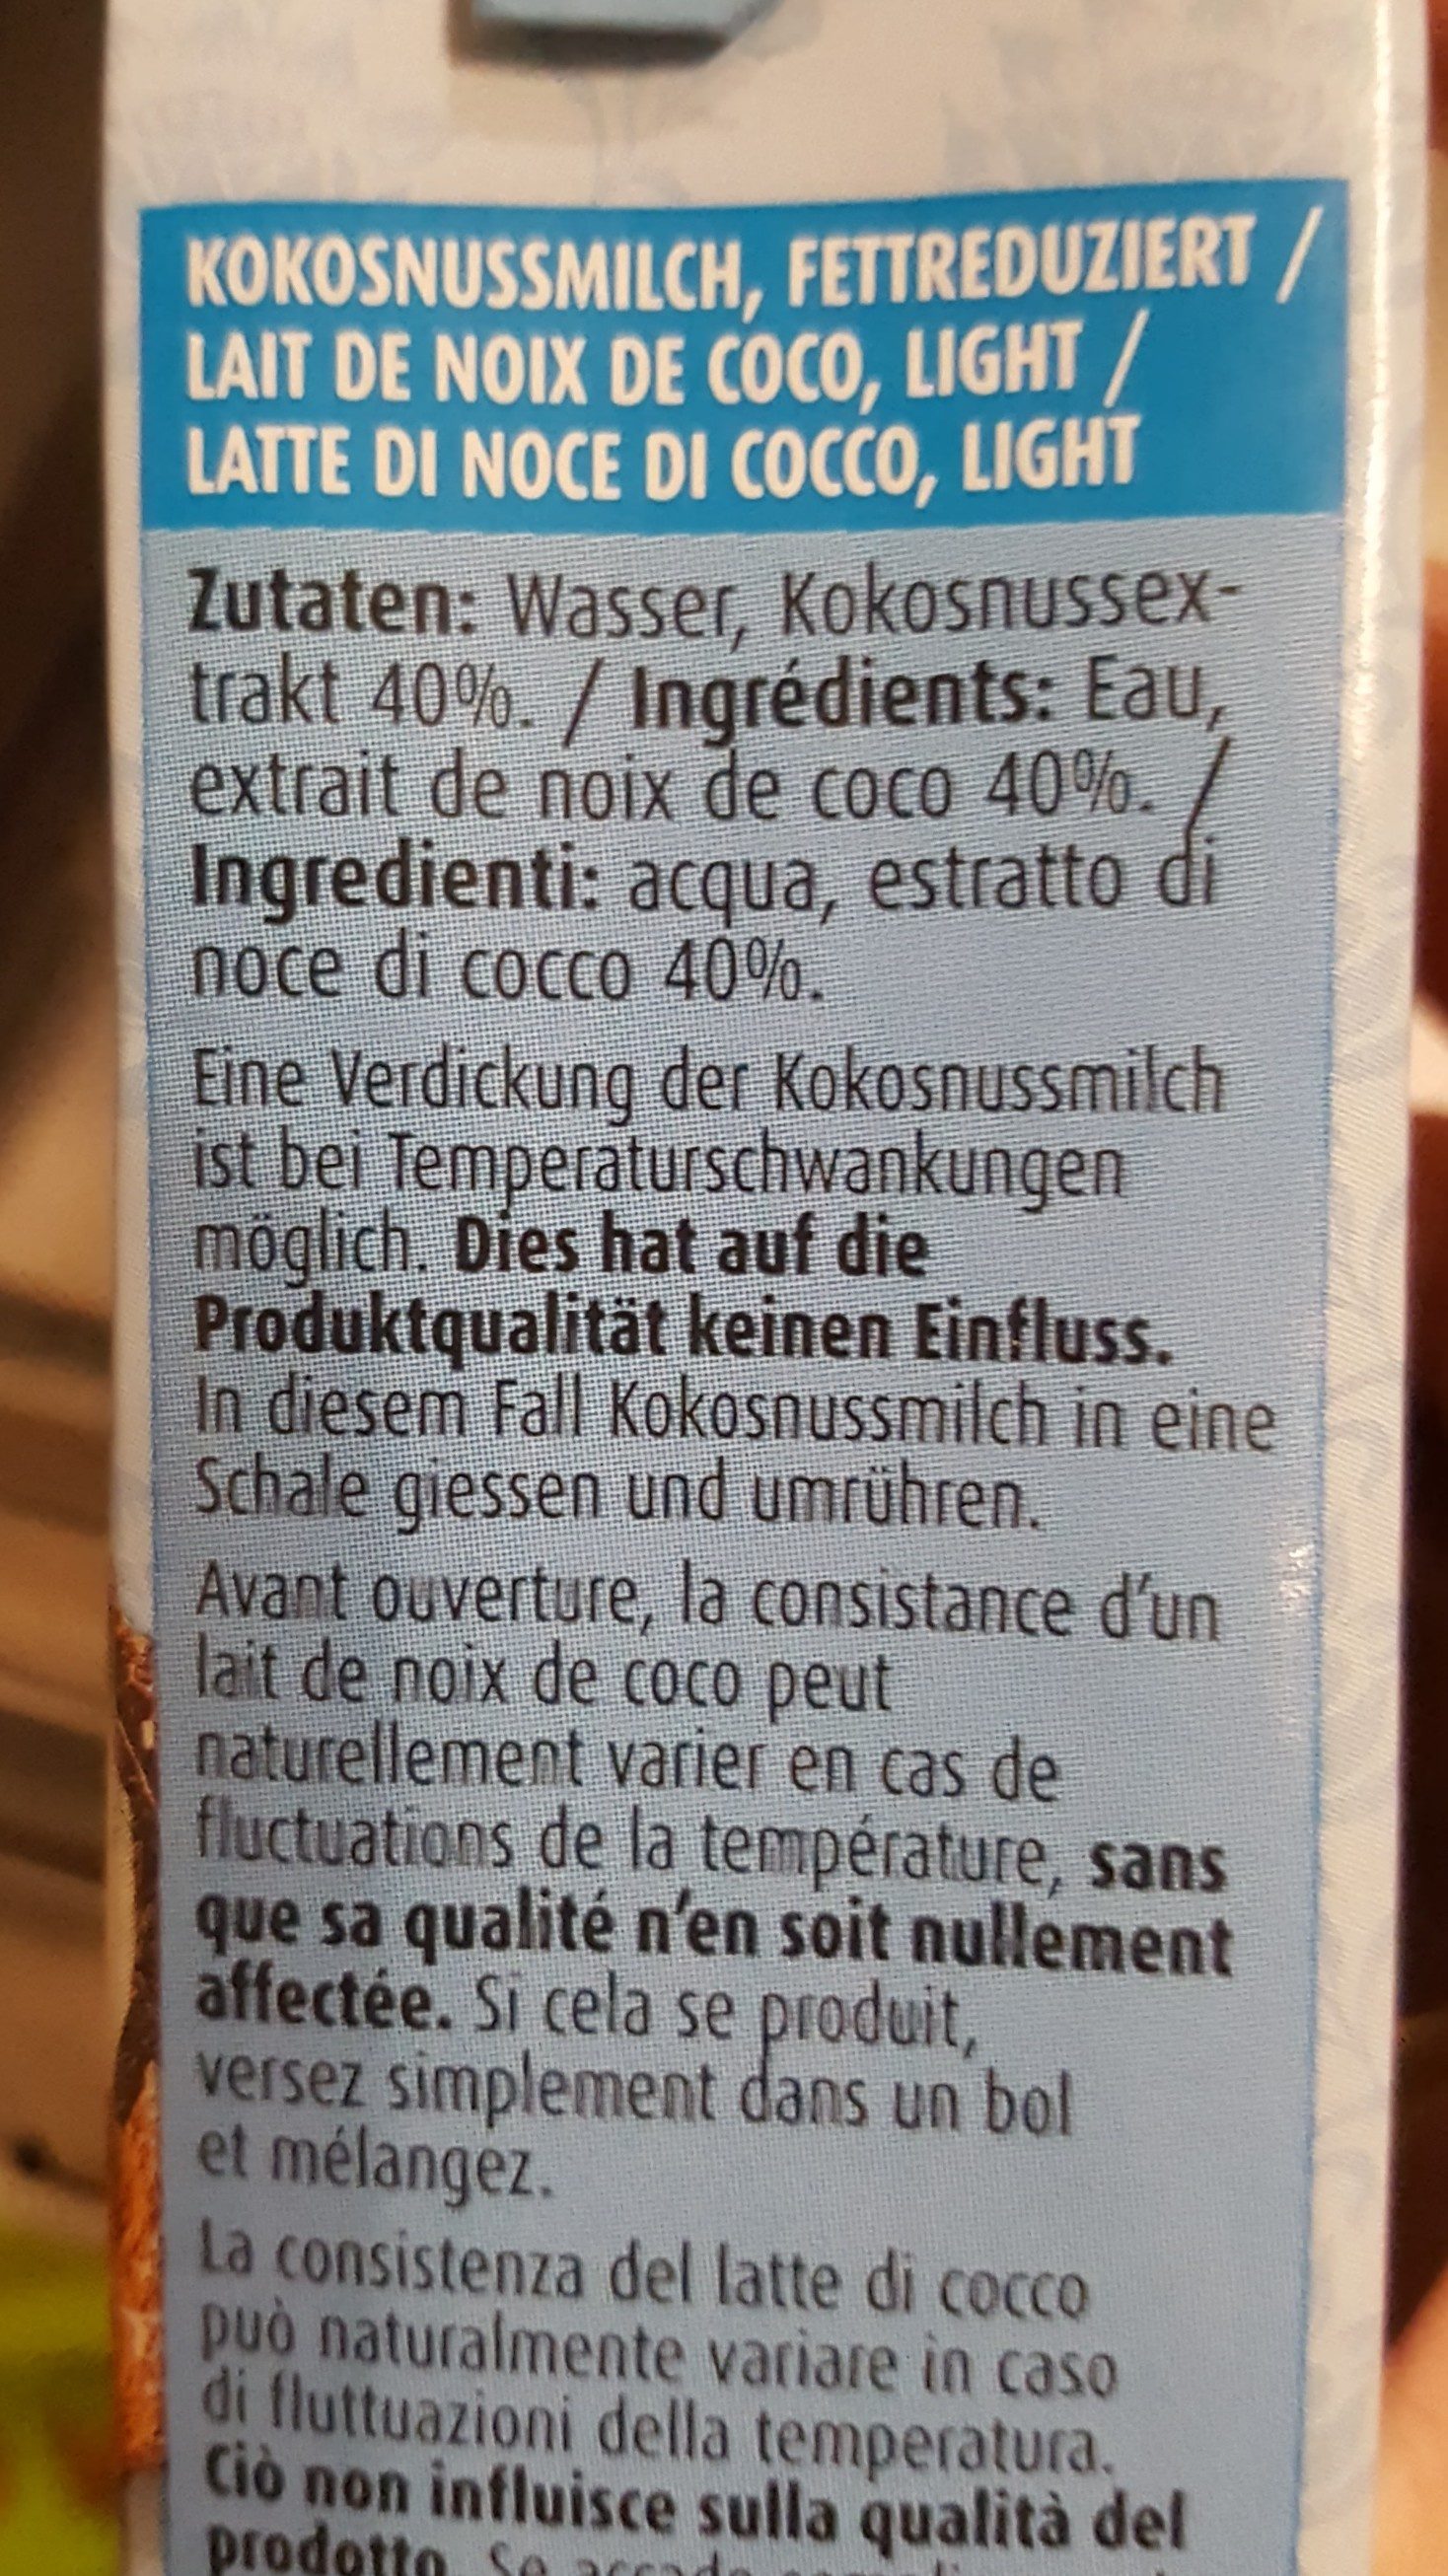 KOKOSNUSSMILCH, FETTREDUZIERT /
LAIT DE NOIX DE COCO, LIGHT /
LATTE DI NOCE DI COCCO, LIGHT
Zutaten: Wasser, Kokosnussex-
trakt 40%. / Ingrédients: Eau,
extrait de noix de coco 40%. /
Ingredienti: acqua, estratto di
noce di cocco 40%.
Eine Verdickung der Kokosnussmilch
ist bei Temperaturschwankungen
möglich. Dies hat auf die
Produktqualität keinen Einfluss.
In diesem Fall Kokosnussmilch in eine
Schale giessen und umrühren.
Avant ouverture, la consistance d'un
lait de noix de coco peut
naturellement varier en cas de
fluctuations de la température, sans
que sa qualité n'en soit nullement
affectée. Si cela se produit,
versez simplement dans un bol
et mélangez.
La consistenza del latte di cocco
può naturalmente variare in caso
di fluttuazioni della temperatura.
Ciò non influisce sulla qualità del
prodotto. Se